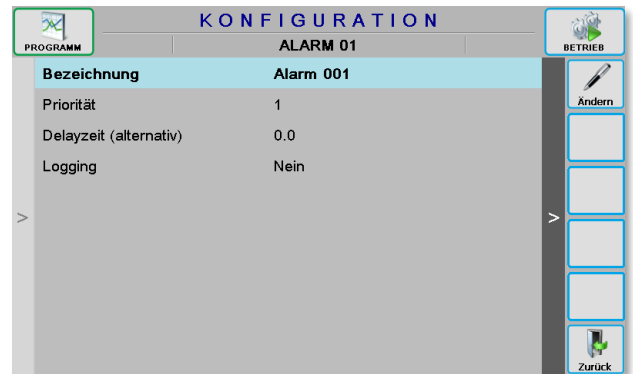 KONFIGURATION
PROGRAMM
ALARM 01
BETRIEB
Bezeichnung Alarm 001
Priorität 1
Delayzeit (alternativ) 0.0
Logging Nein
Ändern
>
>
Zurück